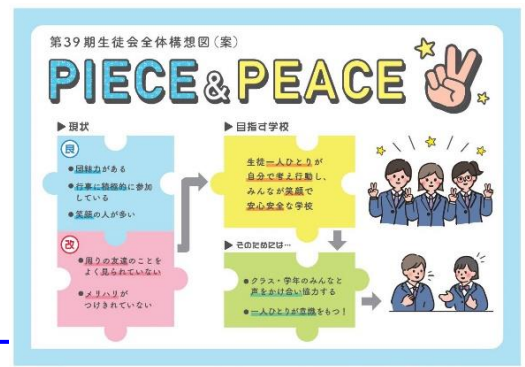 第39期生徒会全体構想図（案）
PIECE & PEACE
▶現状
良
●団結力がある
●行事に積極的に参加
している
●笑顔の人が多い
改
●周りの友達のことを
よく見られていない
●メリハリが
つけきれていない
▶目指す学校
生徒一人ひとりが
自分で考え行動し、
みんなが笑顔で
安心安全な学校
▶そのためには…
●クラス・学年のみんなと
声をかけ合い協力する
●一人ひとりが意識をもつ！